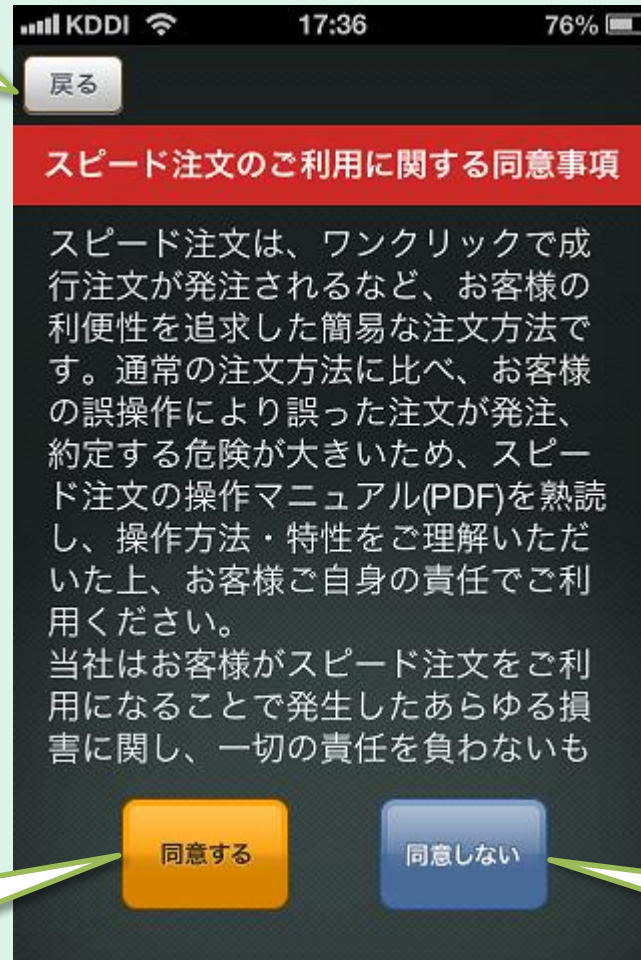 KDDI 17:36 76%
戻る
スピード注文のご利用に関する同意事項
スピード注文は、ワンクリックで成
行注文が発注されるなど、お客様の
利便性を追求した簡易な注文方法で
す。通常の注文方法に比べ、お客様
の誤操作により誤った注文が発注、
約定する危険が大きいため、スピー
ド注文の操作マニュアル(PDF)を熟読
し、操作方法・特性をご理解いただ
いた上、お客様ご自身の責任でご利
用ください。
当社はお客様がスピード注文をご利
用になることで発生したあらゆる損
害に関し、一切の責任を負わないも
同意する 同意しない